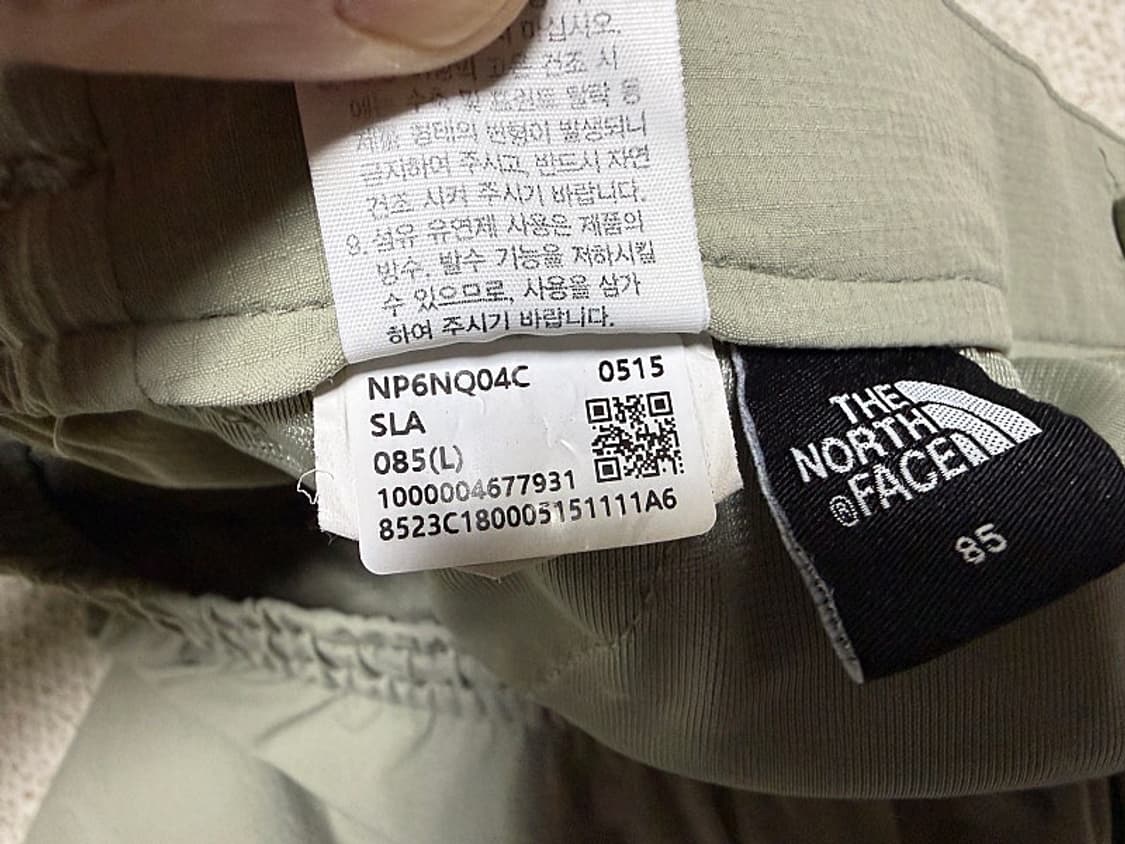 마십시오.
건조 시
수축 및 프린트 탈락 등
제품 형태의 변형이 발생되니
금지하여 주시고, 반드시 자연
건조 시켜 주시기 바랍니다.
9. 섬유 유연제 사용은 제품의
방수, 발수 기능을 저하시킬
수 있으므로, 사용을 삼가
하여 주시기 바랍니다.
NP6NQ04C 0515
SLA
085(L)
1000004677931
8523C180005151111A6
THE
NORTH
®FACE
85